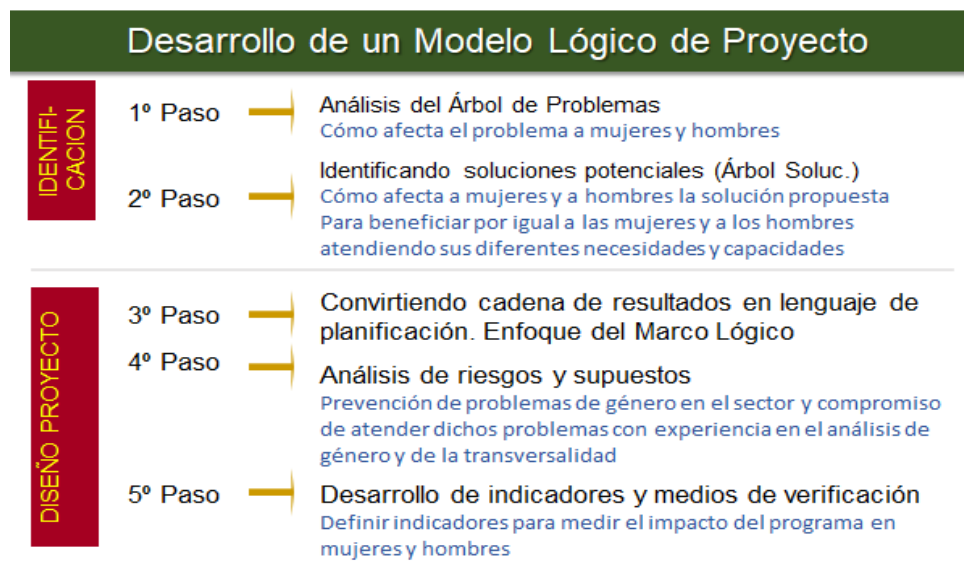 Desarrollo de un Modelo Lógico de Proyecto
IDENTIFI-
CACION
1º Paso
Análisis del Árbol de Problemas
Cómo afecta el problema a mujeres y hombres
2º Paso
Identificando soluciones potenciales (Árbol Soluc.)
Cómo afecta a mujeres y a hombres la solución propuesta
Para beneficiar por igual a las mujeres y a los hombres
atendiendo sus diferentes necesidades y capacidades
DISEÑO PROYECTO
3º Paso
Convirtiendo cadena de resultados en lenguaje de
planificación. Enfoque del Marco Lógico
4º Paso
Análisis de riesgos y supuestos
Prevención de problemas de género en el sector y compromiso
de atender dichos problemas con experiencia en el análisis de
género y de la transversalidad
5º Paso
Desarrollo de indicadores y medios de verificación
Definir indicadores para medir el impacto del programa en
mujeres y hombres